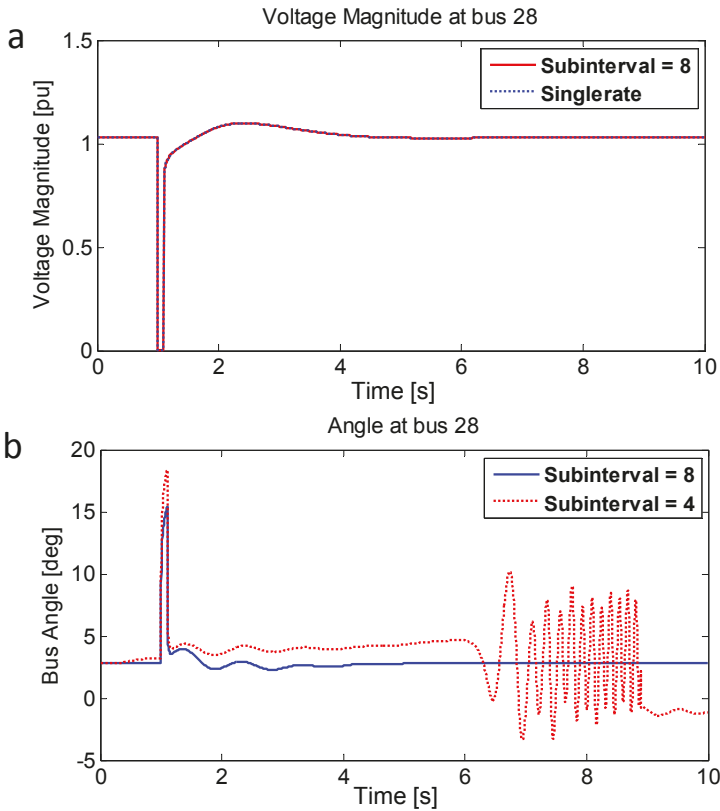 a
Voltage Magnitude at bus 28
Voltage Magnitude [pu]
1.5
1
0.5
0
Subinterval = 8
Singlerate
0 2 4 6 8 10
Time [s]
b
Angle at bus 28
Bus Angle [deg]
20
15
10
5
0
-5
Subinterval = 8
Subinterval = 4
0 2 4 6 8 10
Time [s]